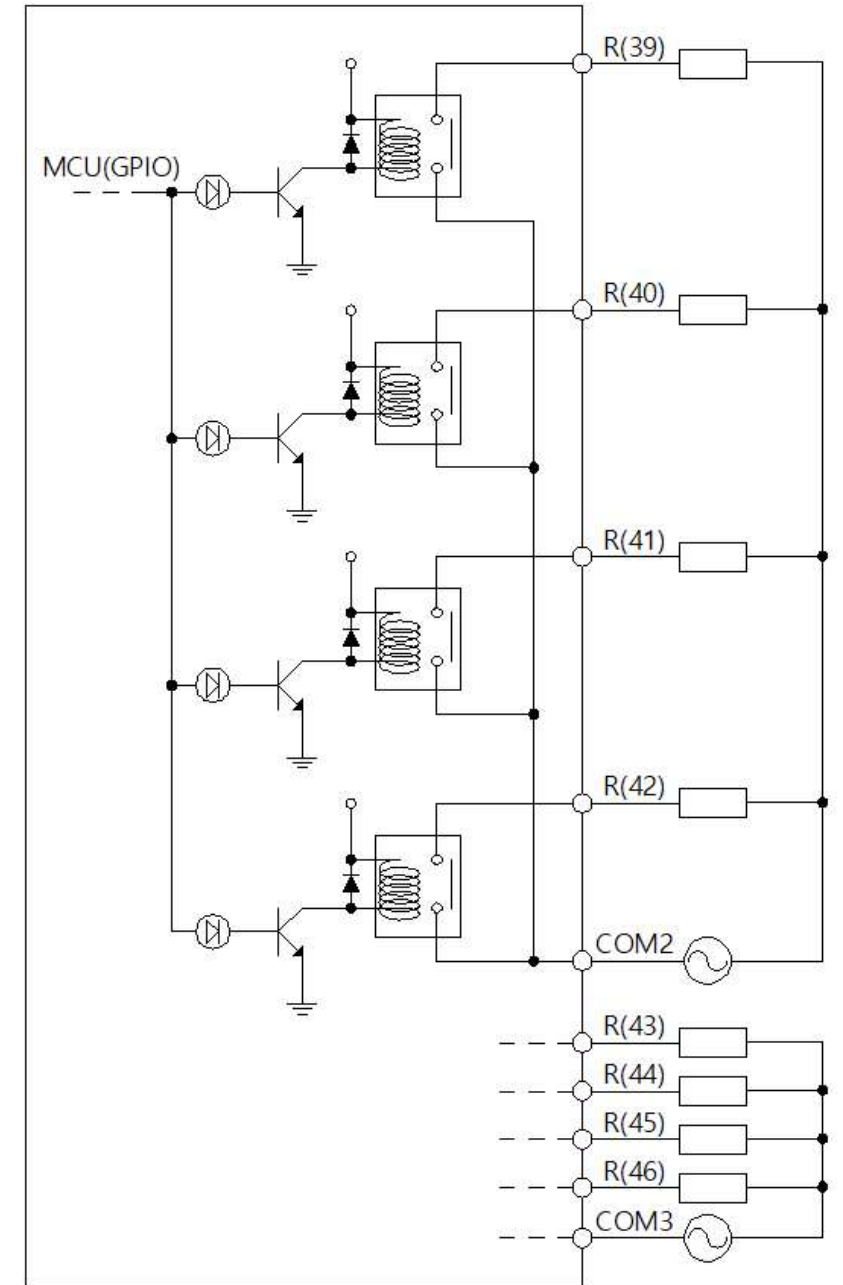 R(39)
MCU(GPIO)
R(40)
R(41)
R(42)
COM2
R(43)
R(44)
R(45)
R(46)
COM3